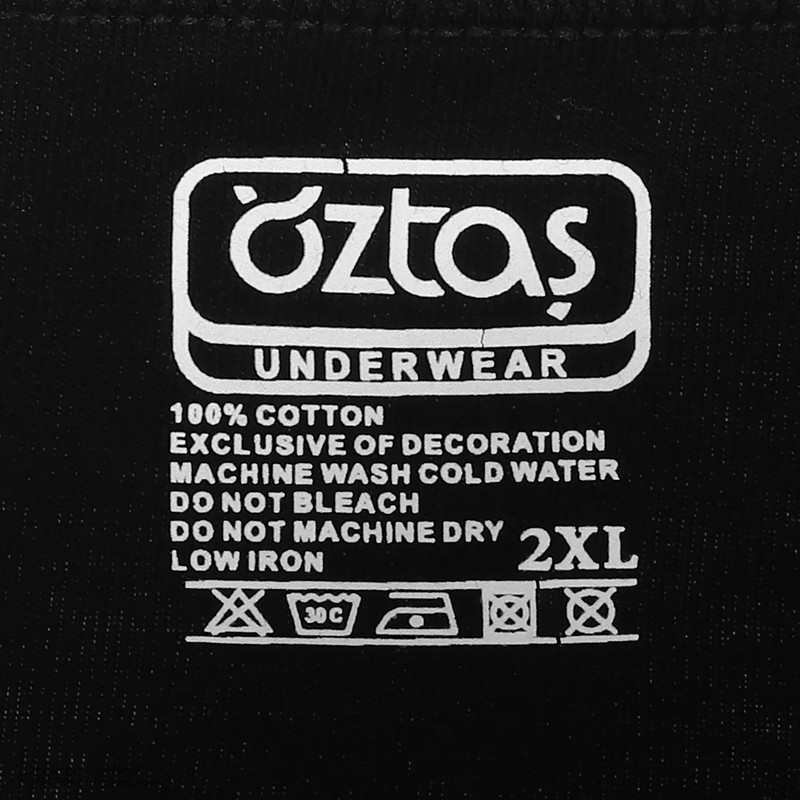 öztaş
UNDERWEAR
100% COTTON
EXCLUSIVE OF DECORATION
MACHINE WASH COLD WATER
DO NOT BLEACH
DO NOT MACHINE DRY
LOW IRON
2XL
30C